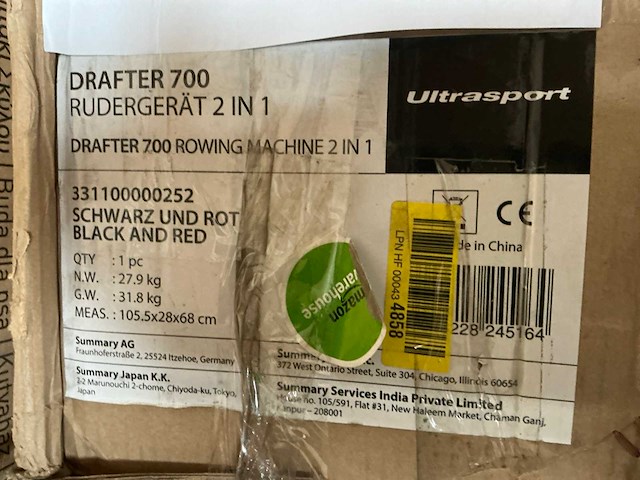 DRAFTER 700
RUDERGERÄT 2 IN 1
DRAFTER 700 ROWING MACHINE 2 IN 1
Ultrasport
331100000252
SCHWARZ UND ROT
BLACK AND RED
QTY : 1 pc
N.W. : 27.9 kg
G.W. : 31.8 kg
MEAS. : 105.5x28x68 cm
CE
de in China
LPN HF 00043 4858
228 245164
mazon
warehouse
Summary AG
Fraunhoferstraße 2, 25524 Itzehoe, Germany
Summary Japan K.K.
2-2 Marunouchi 2-chome, Chiyoda-ku, Tokyo,
Japan
372 West Ontario Street, Suite 304, Chicago, Illinois 60654
Summary Services India Private Limited
House no. 105/591, Flat #31, New Haleem Market, Chaman Ganj,
Kanpur – 208001